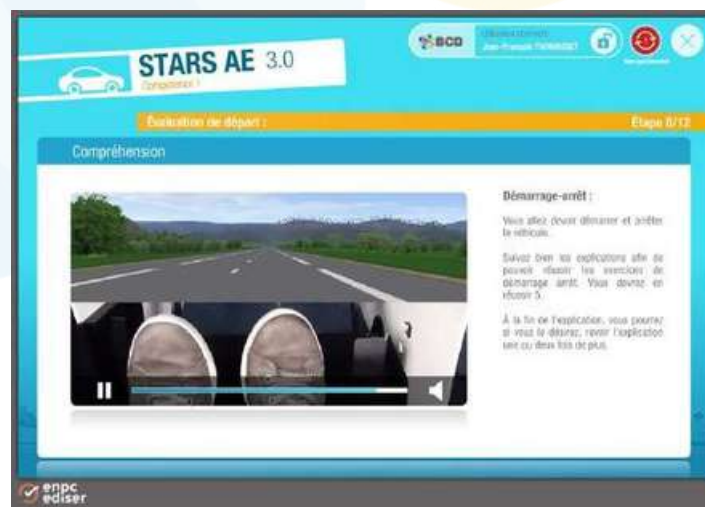 BCD
STARS AE 3.0
Compétence 1
Évaluation de départ :
Etape 8/12
Compréhension
Démarrage-arrêt :
Vous allez devoir démarrer et arrêter
le véhicule.
Suivez bien les explications afin de
pouvoir réussir les exercices de
démarrage arrêt. Vous devrez en
réussir 5.
À la fin de l'explication, vous pourrez
si vous le désirez, revoir l'explication
une ou deux fois de plus.
enpc
ediser